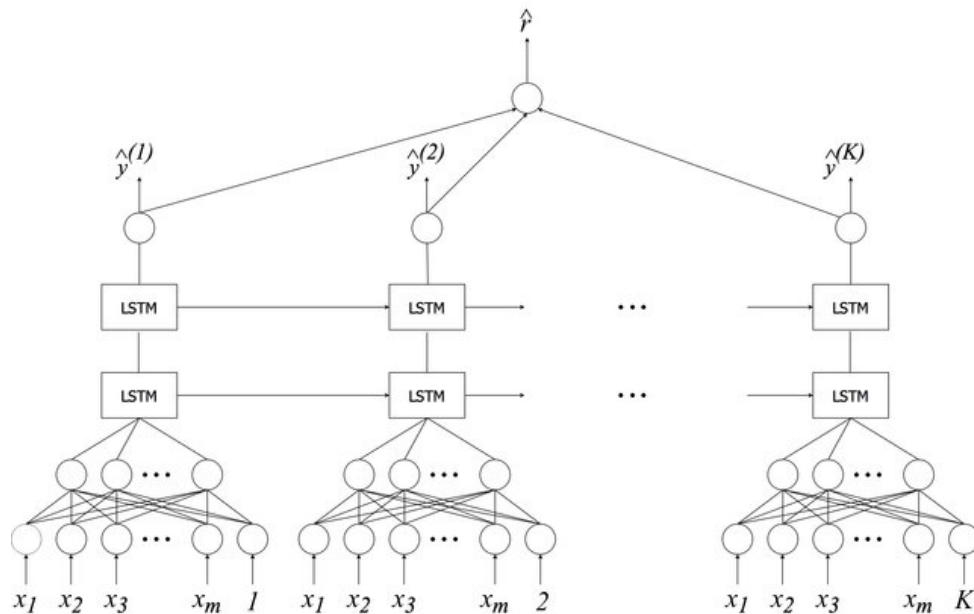 r̂
ŷ(1) ŷ(2) ŷ(K)
LSTM LSTM ... LSTM
LSTM LSTM ... LSTM
... ... ...
... ... ...
x1 x2 x3 xm 1 x1 x2 x3 xm 2 x1 x2 x3 xm K